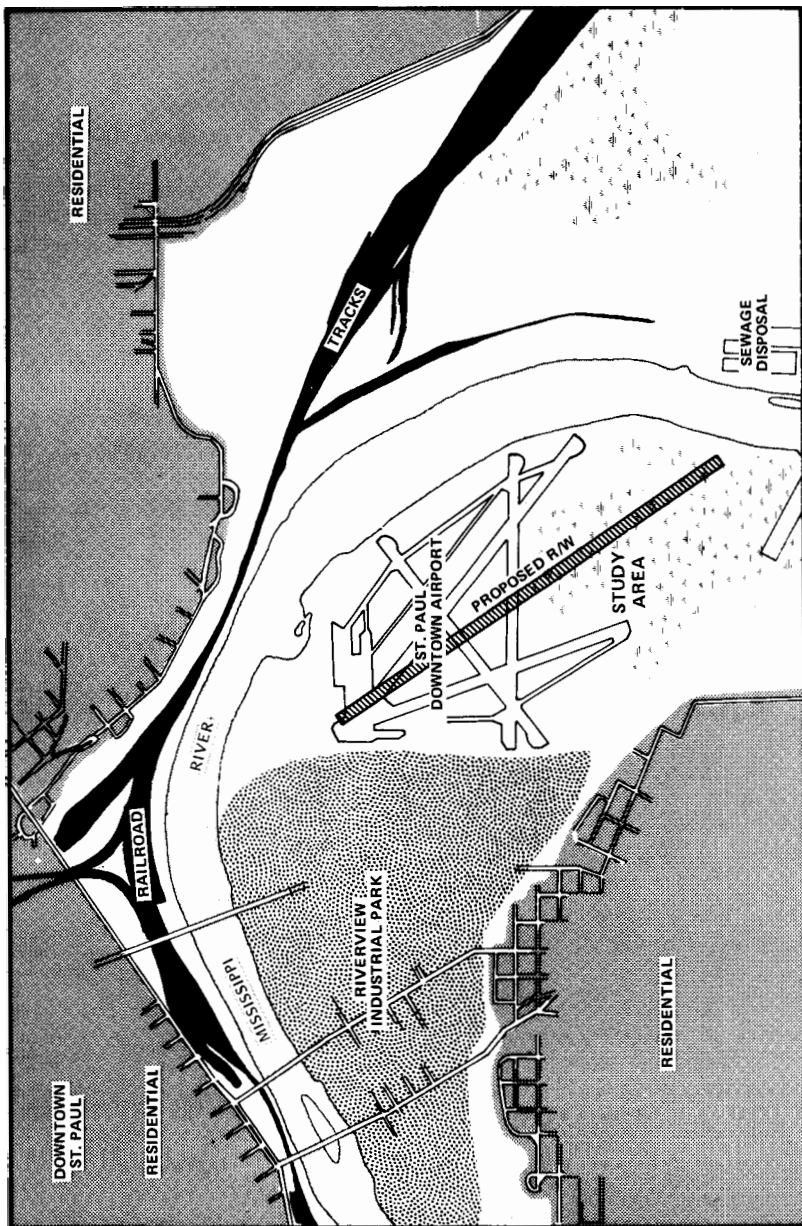 DOWNTOWN
ST. PAUL
RESIDENTIAL
RAILROAD
RIVER
MISSISSIPPI
RIVERVIEW
INDUSTRIAL PARK
RESIDENTIAL
RESIDENTIAL
TRACKS
ST. PAUL
DOWNTOWN AIRPORT
PROPOSED R/W
STUDY
AREA
SEWAGE
DISPOSAL